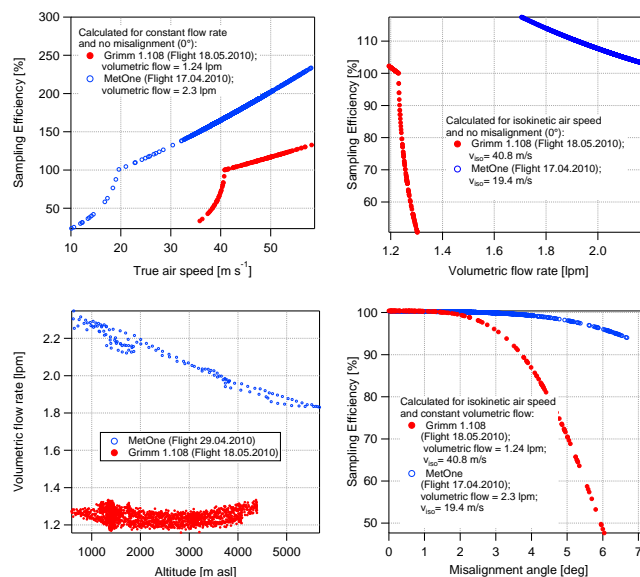 300
250
200
150
100
50
Sampling Efficiency [%]
Calculated for constant flow rate
and no misalignment (0°):
Grimm 1.108 (Flight 18.05.2010);
volumetric flow = 1.24 lpm
MetOne (Flight 17.04.2010);
volumetric flow = 2.3 lpm
10 20 30 40 50
True air speed [m s⁻¹]
110
100
90
80
70
60
Sampling Efficiency [%]
Calculated for isokinetic air speed
and no misalignment (0°):
Grimm 1.108 (Flight 18.05.2010);
v_iso= 40.8 m/s
MetOne (Flight 17.04.2010);
v_iso= 19.4 m/s
1.2 1.4 1.6 1.8 2.0
Volumetric flow rate [lpm]
2.2
2.0
1.8
1.6
1.4
1.2
Volumetric flow rate [lpm]
MetOne (Flight 29.04.2010)
Grimm 1.108 (Flight 18.05.2010)
1000 2000 3000 4000 5000
Altitude [m asl]
100
90
80
70
60
50
Sampling Efficiency [%]
Calculated for isokinetic air speed
and constant volumetric flow:
Grimm 1.108
(Flight 18.05.2010);
volumetric flow = 1.24 lpm;
v_iso= 40.8 m/s
MetOne
(Flight 17.04.2010);
volumetric flow = 2.3 lpm;
v_iso= 19.4 m/s
0 1 2 3 4 5 6 7
Misalignment angle [deg]